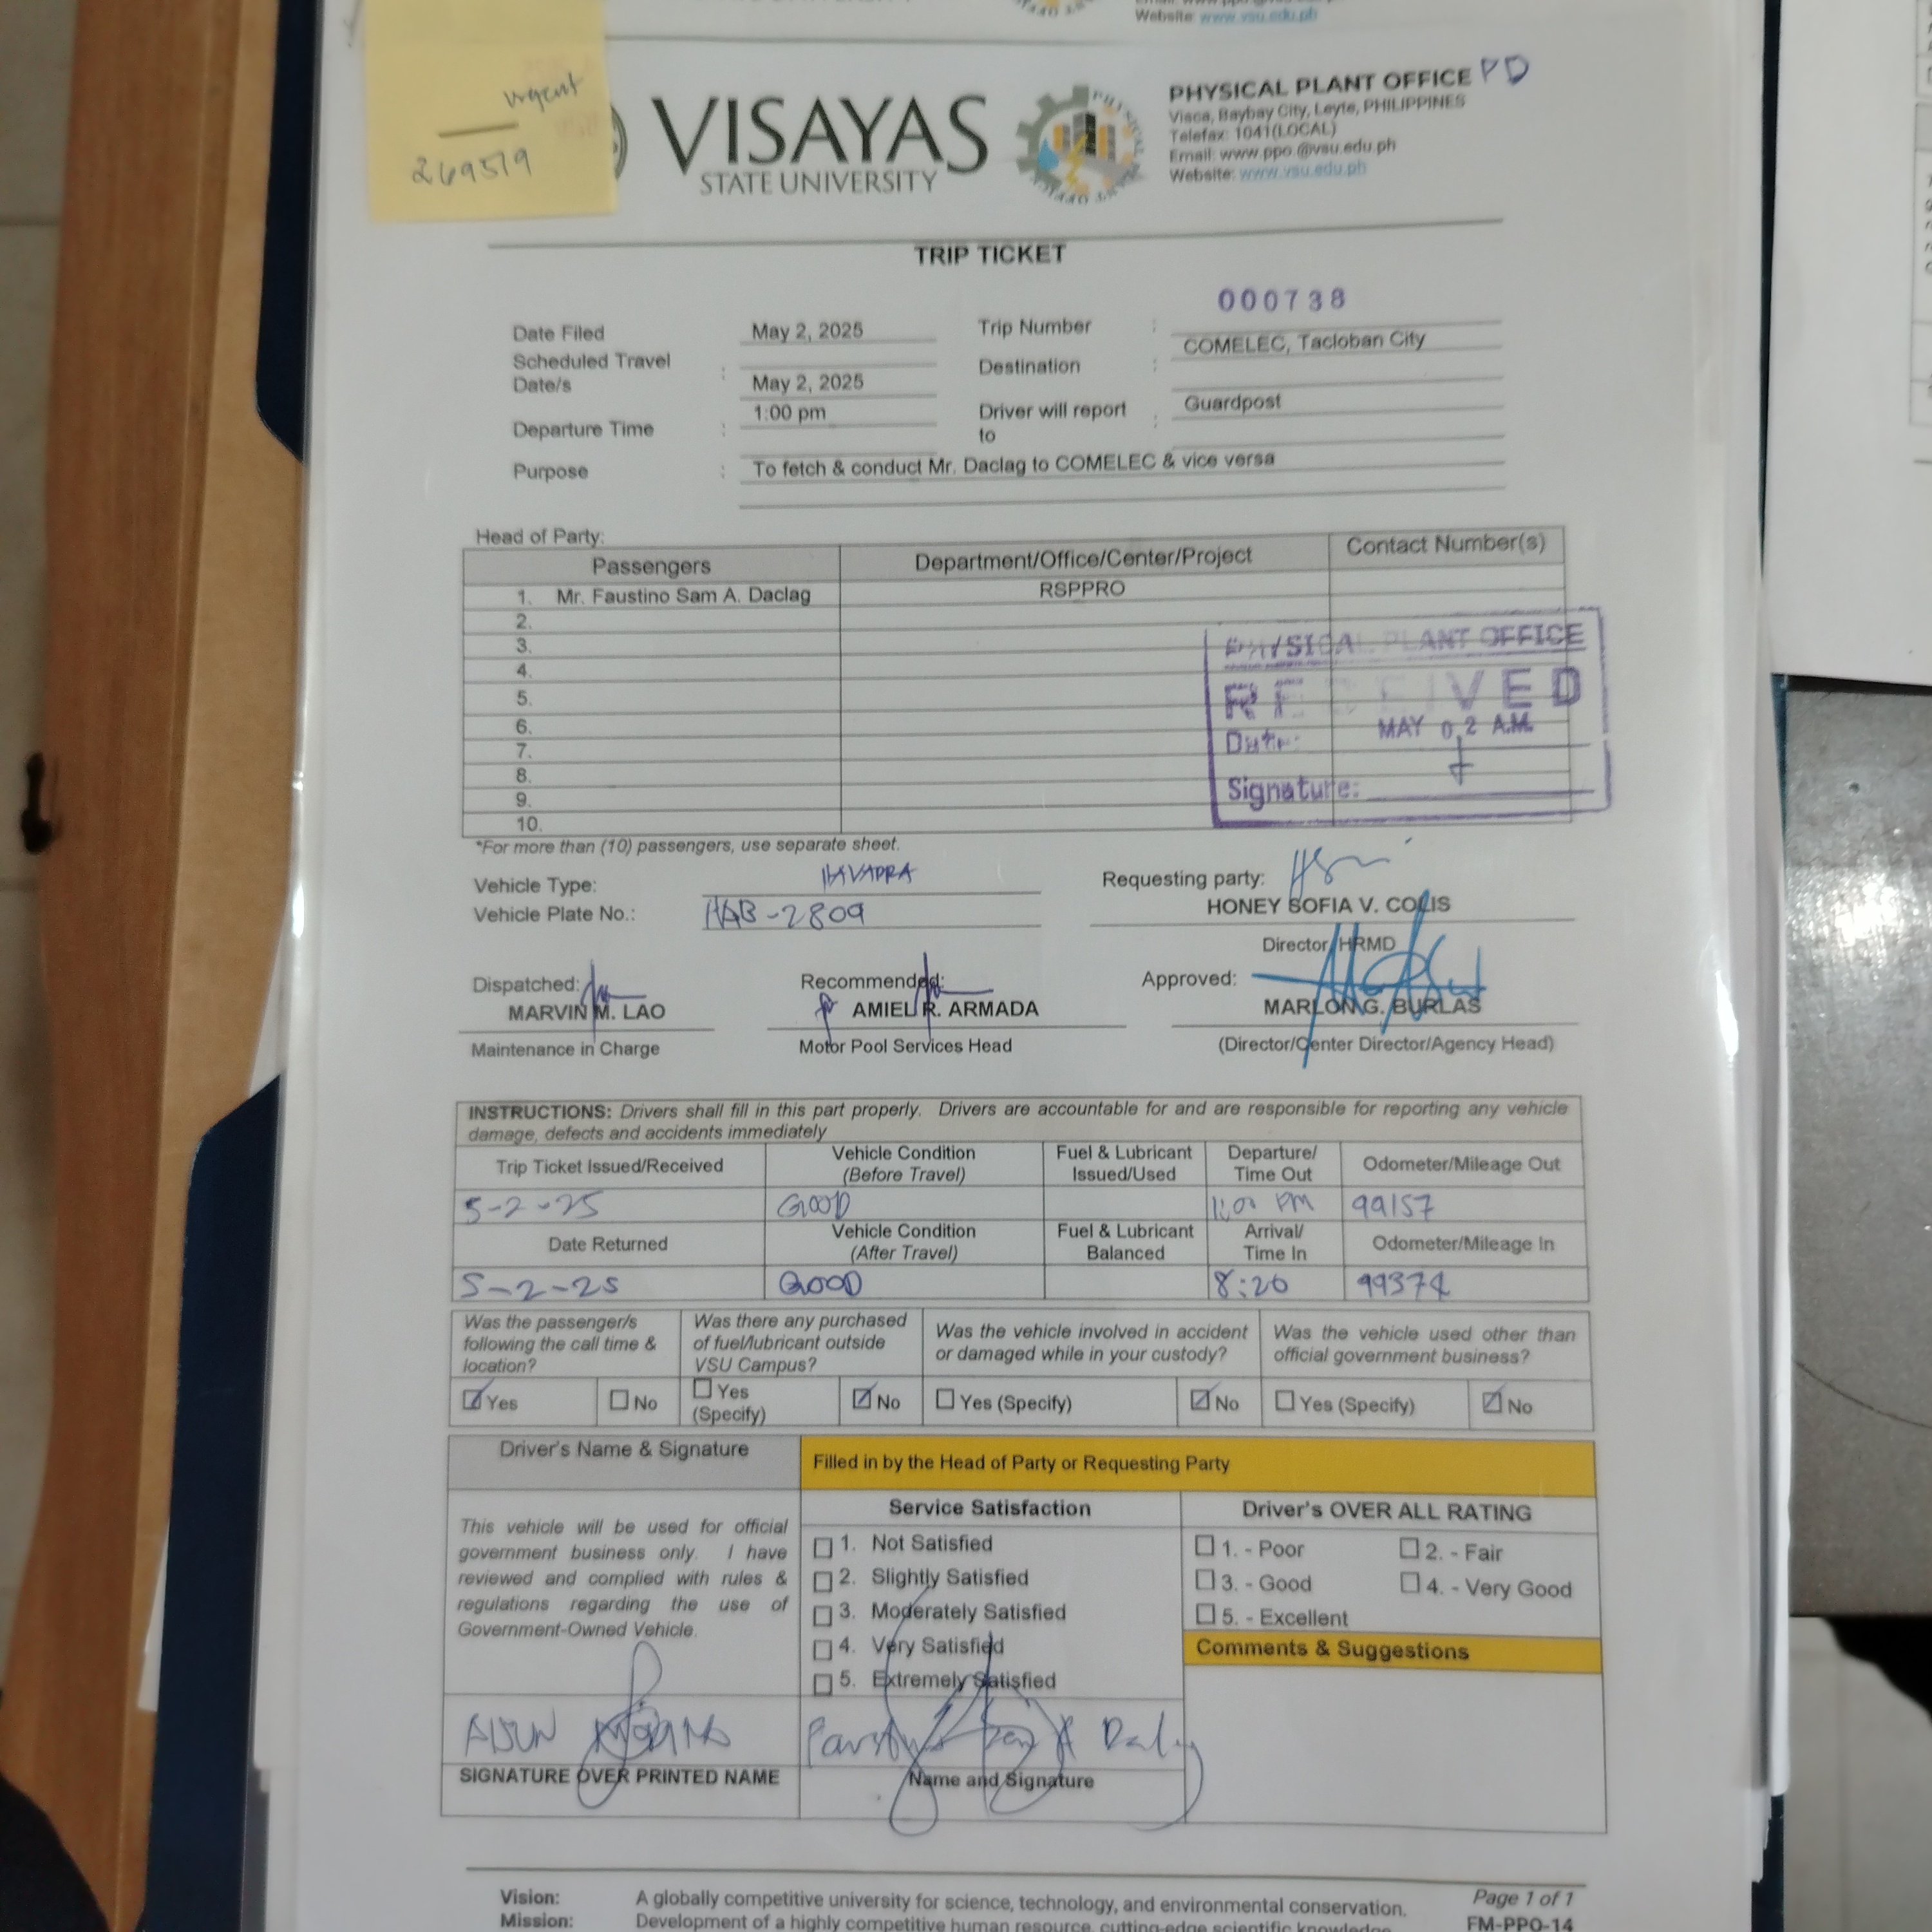 Website: www.vsu.edu.ph
urgent
269519
VISAYAS
STATE UNIVERSITY
PHYSICAL PLANT OFFICE PD
Visca, Baybay City, Leyte, PHILIPPINES
Telefax: 1041(LOCAL)
Email: www.ppo.@vsu.edu.ph
Website: www.vsu.edu.ph
TRIP TICKET
000738
Date Filed May 2, 2025 Trip Number :
Scheduled Travel Date/s : May 2, 2025 Destination : COMELEC, Tacloban City
Departure Time : 1:00 pm Driver will report to : Guardpost
Purpose : To fetch & conduct Mr. Daclag to COMELEC & vice versa
Head of Party:
Passengers Department/Office/Center/Project Contact Number(s)
1. Mr. Faustino Sam A. Daclag RSPPRO
2.
3.
4.
5.
6.
7.
8.
9.
10.
PHYSICAL PLANT OFFICE
RECEIVED
Date: MAY 02 A.M.
Signature:
*For more than (10) passengers, use separate sheet.
Vehicle Type: NAVARRA
Vehicle Plate No.: HAB-2809
Requesting party:
HONEY SOFIA V. COLIS
Director, HRMD
Dispatched: Recommended: Approved:
MARVIN M. LAO AMIEL R. ARMADA MARLON G. BURLAS
Maintenance in Charge Motor Pool Services Head (Director/Center Director/Agency Head)
INSTRUCTIONS: Drivers shall fill in this part properly. Drivers are accountable for and are responsible for reporting any vehicle
damage, defects and accidents immediately
Trip Ticket Issued/Received Vehicle Condition (Before Travel) Fuel & Lubricant Issued/Used Departure/ Time Out Odometer/Mileage Out
5-2-25 GOOD 1:00 PM 99157
Date Returned Vehicle Condition (After Travel) Fuel & Lubricant Balanced Arrival/ Time In Odometer/Mileage In
5-2-25 GOOD 8:20 99374
Was the passenger/s following the call time & location? Was there any purchased of fuel/lubricant outside VSU Campus? Was the vehicle involved in accident or damaged while in your custody? Was the vehicle used other than official government business?
Yes No Yes (Specify) No Yes (Specify) No Yes (Specify) No
Driver's Name & Signature
Filled in by the Head of Party or Requesting Party
This vehicle will be used for official
government business only. I have
reviewed and complied with rules &
regulations regarding the use of
Government-Owned Vehicle.
Service Satisfaction
1. Not Satisfied
2. Slightly Satisfied
3. Moderately Satisfied
4. Very Satisfied
5. Extremely Satisfied
Driver's OVER ALL RATING
1. - Poor 2. - Fair
3. - Good 4. - Very Good
5. - Excellent
Comments & Suggestions
SIGNATURE OVER PRINTED NAME
Name and Signature
Vision: A globally competitive university for science, technology, and environmental conservation.
Mission: Development of a highly competitive human resource, cutting-edge scientific knowledge
Page 1 of 1
FM-PPO-14